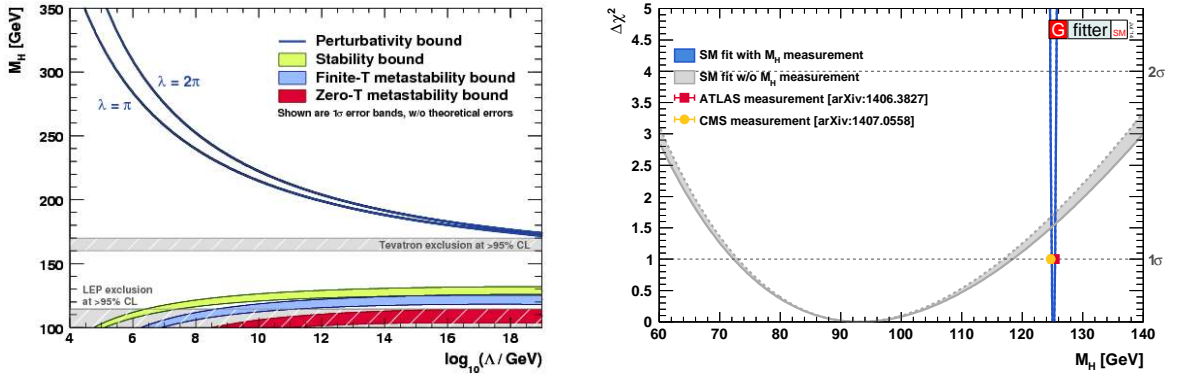 350
300
250
200
150
100
M_H [GeV]
Perturbativity bound
Stability bound
Finite-T metastability bound
Zero-T metastability bound
Shown are 1σ error bands, w/o theoretical errors
λ = 2π
λ = π
Tevatron exclusion at >95% CL
LEP exclusion
at >95% CL
4 6 8 10 12 14 16 18
log₁₀(Λ / GeV)
Δχ²
5
4.5
4
3.5
3
2.5
2
1.5
1
0.5
0
G fitter SM
SM fit with M_H measurement
SM fit w/o M_H measurement
ATLAS measurement [arXiv:1406.3827]
CMS measurement [arXiv:1407.0558]
2σ
1σ
60 70 80 90 100 110 120 130 140
M_H [GeV]